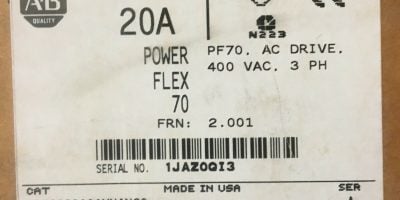 AB
QUALITY
20A
N223
POWER PF70, AC DRIVE,
FLEX 400 VAC, 3 PH
70
FRN: 2.001
SERIAL NO. 1JAZ0QI3
CAT MADE IN USA SER